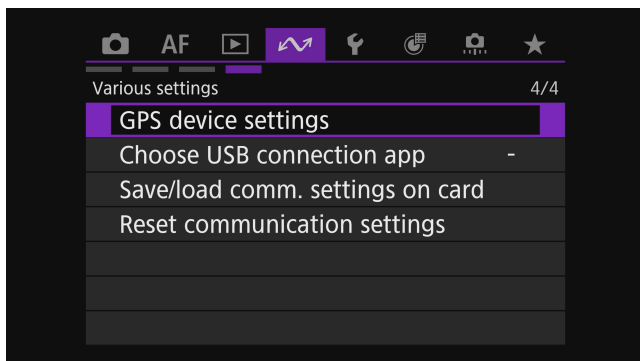 AF
Various settings 4/4
GPS device settings
Choose USB connection app -
Save/load comm. settings on card
Reset communication settings